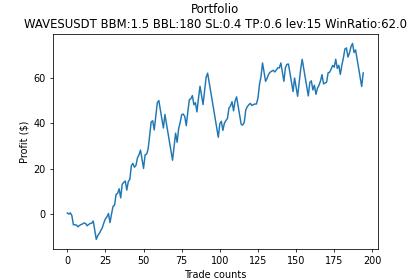 Portfolio
WAVESUSDT BBM:1.5 BBL:180 SL:0.4 TP:0.6 lev:15 WinRatio:62.0
Profit ($)
60
40
20
0
0 25 50 75 100 125 150 175 200
Trade counts